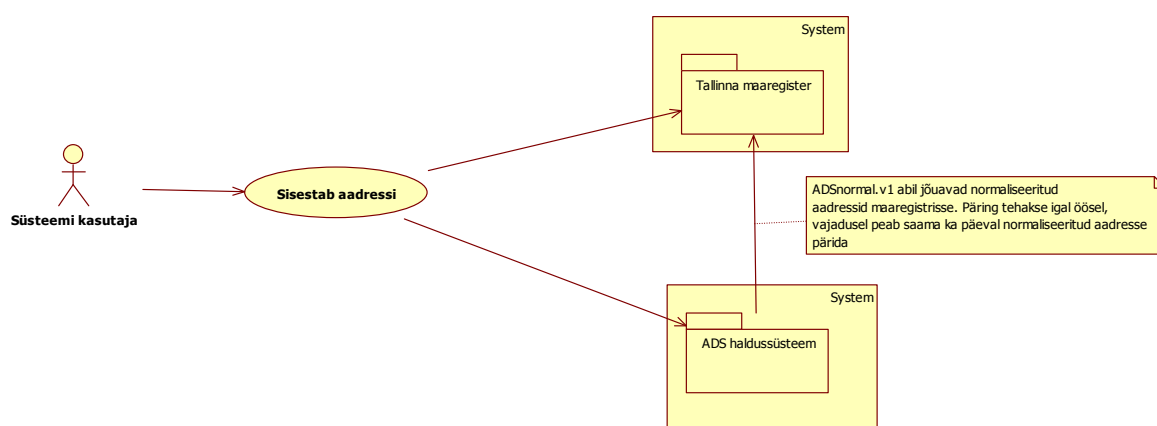 System
Tallinna maaregister
Süsteemi kasutaja
Sisestab aadressi
ADSnormal.v1 abil jõuavad normaliseeritud
aadressid maaregistrisse. Päring tehakse igal öösel,
vajadusel peab saama ka päeval normaliseeritud aadresse
pärida
System
ADS haldussüsteem